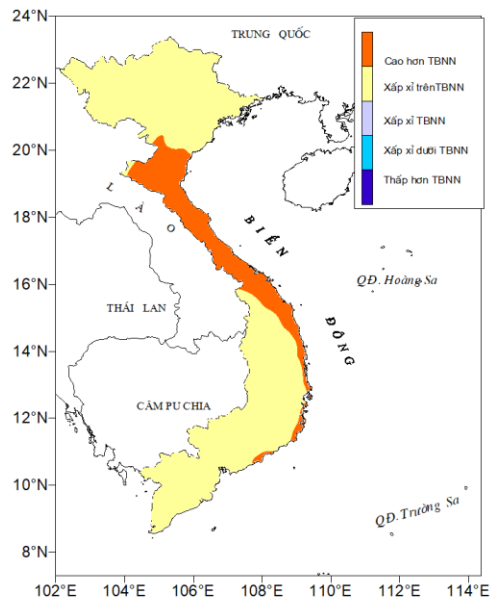 24°N
22°N
20°N
18°N
16°N
14°N
12°N
10°N
8°N
TRUNG QUỐC
Cao hơn TBNN
Xấp xỉ trênTBNN
Xấp xỉ TBNN
Xấp xỉ dưới TBNN
Thấp hơn TBNN
LÀO
BIỂN
QĐ. Hoàng Sa
THÁI LAN
ĐÔNG
CĂM PU CHIA
QĐ. Trường Sa
102°E 104°E 106°E 108°E 110°E 112°E 114°E